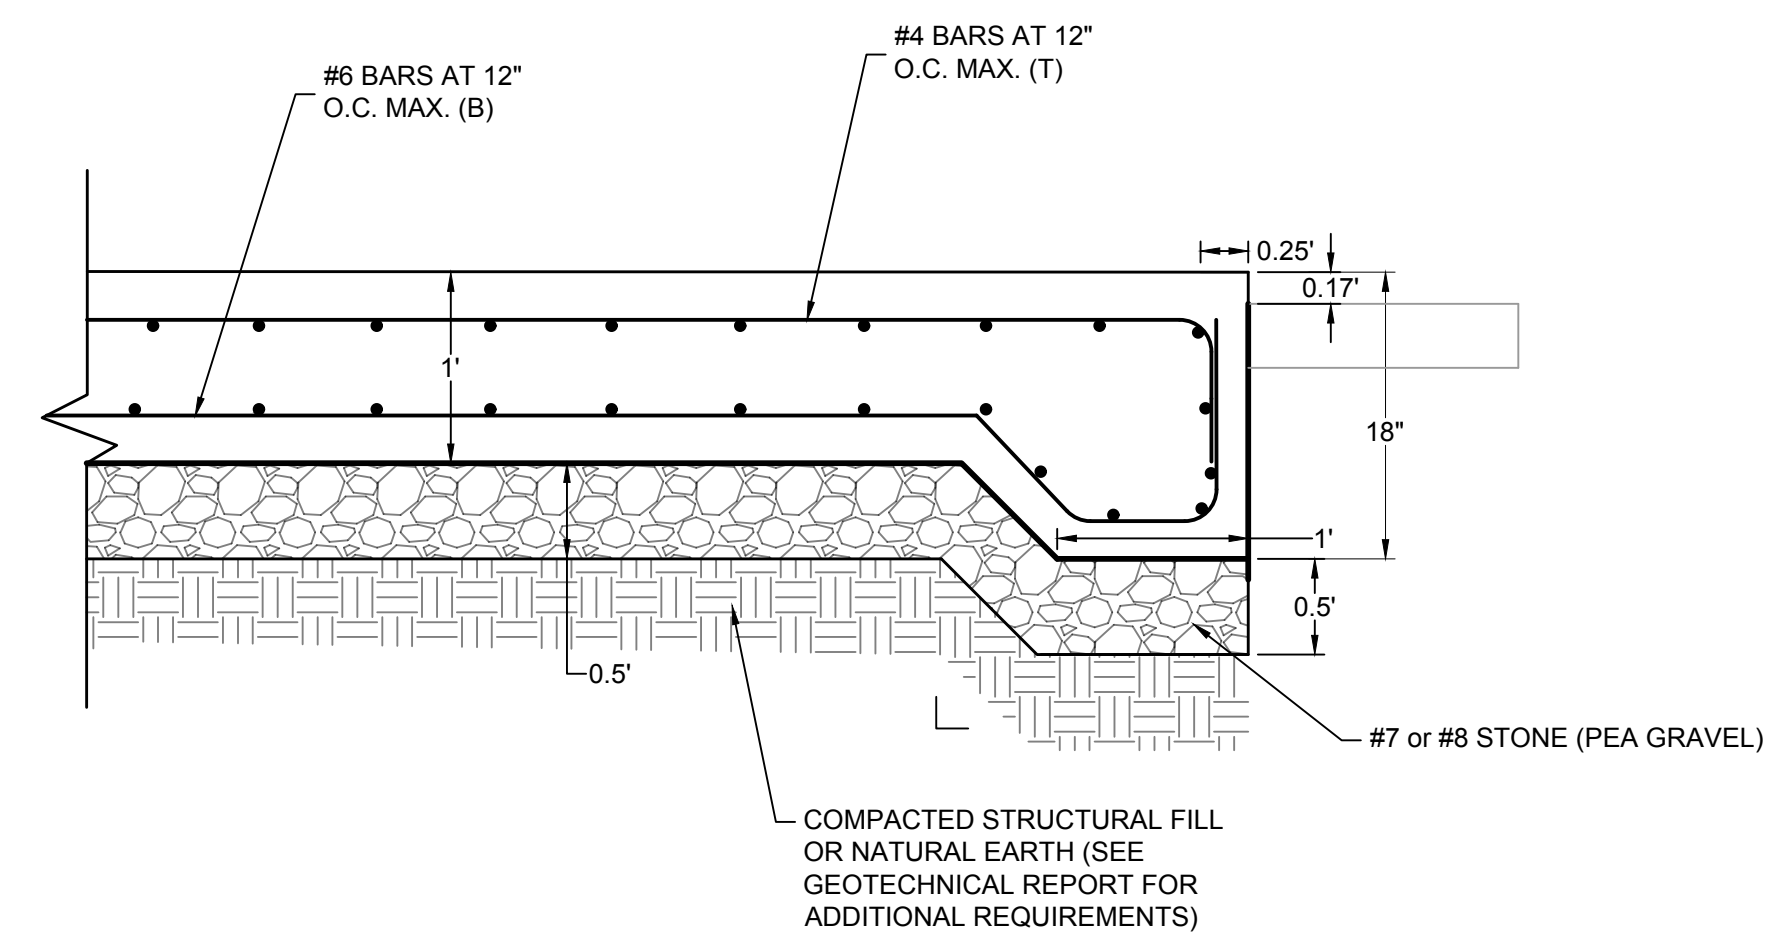 #4 BARS AT 12"
O.C. MAX. (T)
#6 BARS AT 12"
O.C. MAX. (B)
0.25'
0.17'
1'
18"
1'
0.5'
0.5'
#7 or #8 STONE (PEA GRAVEL)
COMPACTED STRUCTURAL FILL
OR NATURAL EARTH (SEE
GEOTECHNICAL REPORT FOR
ADDITIONAL REQUIREMENTS)